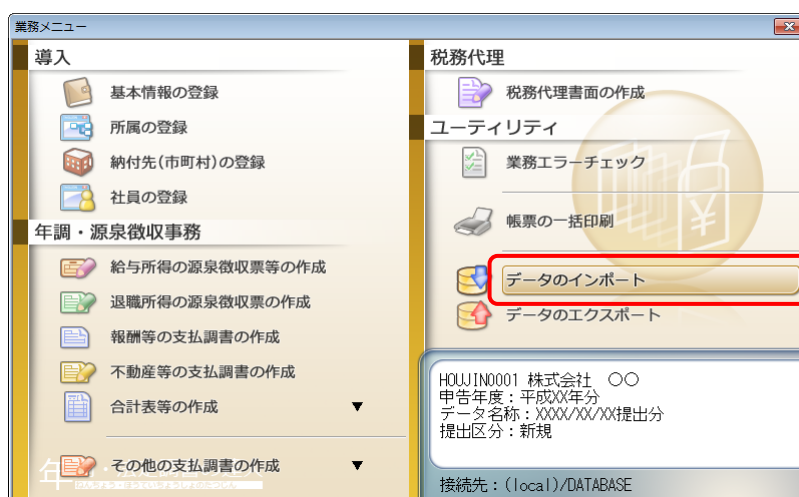 業務メニュー
導入
基本情報の登録
所属の登録
納付先(市町村)の登録
社員の登録
年調・源泉徴収事務
給与所得の源泉徴収票等の作成
退職所得の源泉徴収票の作成
報酬等の支払調書の作成
不動産等の支払調書の作成
合計表等の作成 ▼
その他の支払調書の作成 ▼
税務代理
税務代理書面の作成
ユーティリティ
業務エラーチェック
帳票の一括印刷
データのインポート
データのエクスポート
HOUJIN0001 株式会社 ○○
申告年度：平成XX年分
データ名称：XXXX/XX/XX提出分
提出区分：新規
接続先：(local)/DATABASE